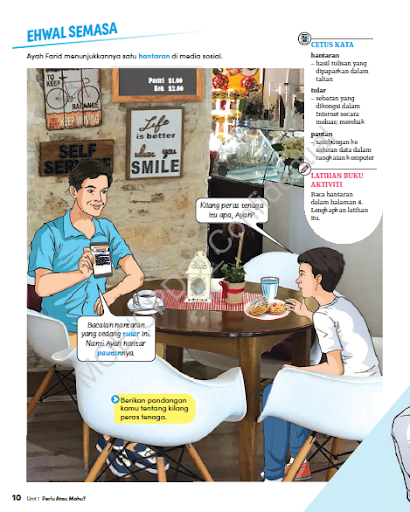 EHWAL SEMASA
Ayah Farid menunjukkannya satu hantaran di media sosial.
TO KEEP
BALANCE
KEEP MOVING
Pastri $1.00
Kek $2.00
Life
is better
when you
SMILE
SELF
SERVICE
Kilang peras tenaga
itu apa, Ayah?
Bacalah hantaran
yang sedang tular ini.
Nanti Ayah hantar
pautannya.
Berikan pandangan
kamu tentang kilang
peras tenaga.
CETUS KATA
hantaran
– hasil tulisan yang
dipaparkan dalam
talian
tular
– sebaran yang
dikongsi dalam
Internet secara
meluas; merebak
pautan
– sambungan ke
saluran data dalam
rangkaian komputer
LATIHAN BUKU
AKTIVITI
Baca hantaran
dalam halaman 4.
Lengkapkan latihan
itu.
10 Unit 1 Perlu Atau Mahu?